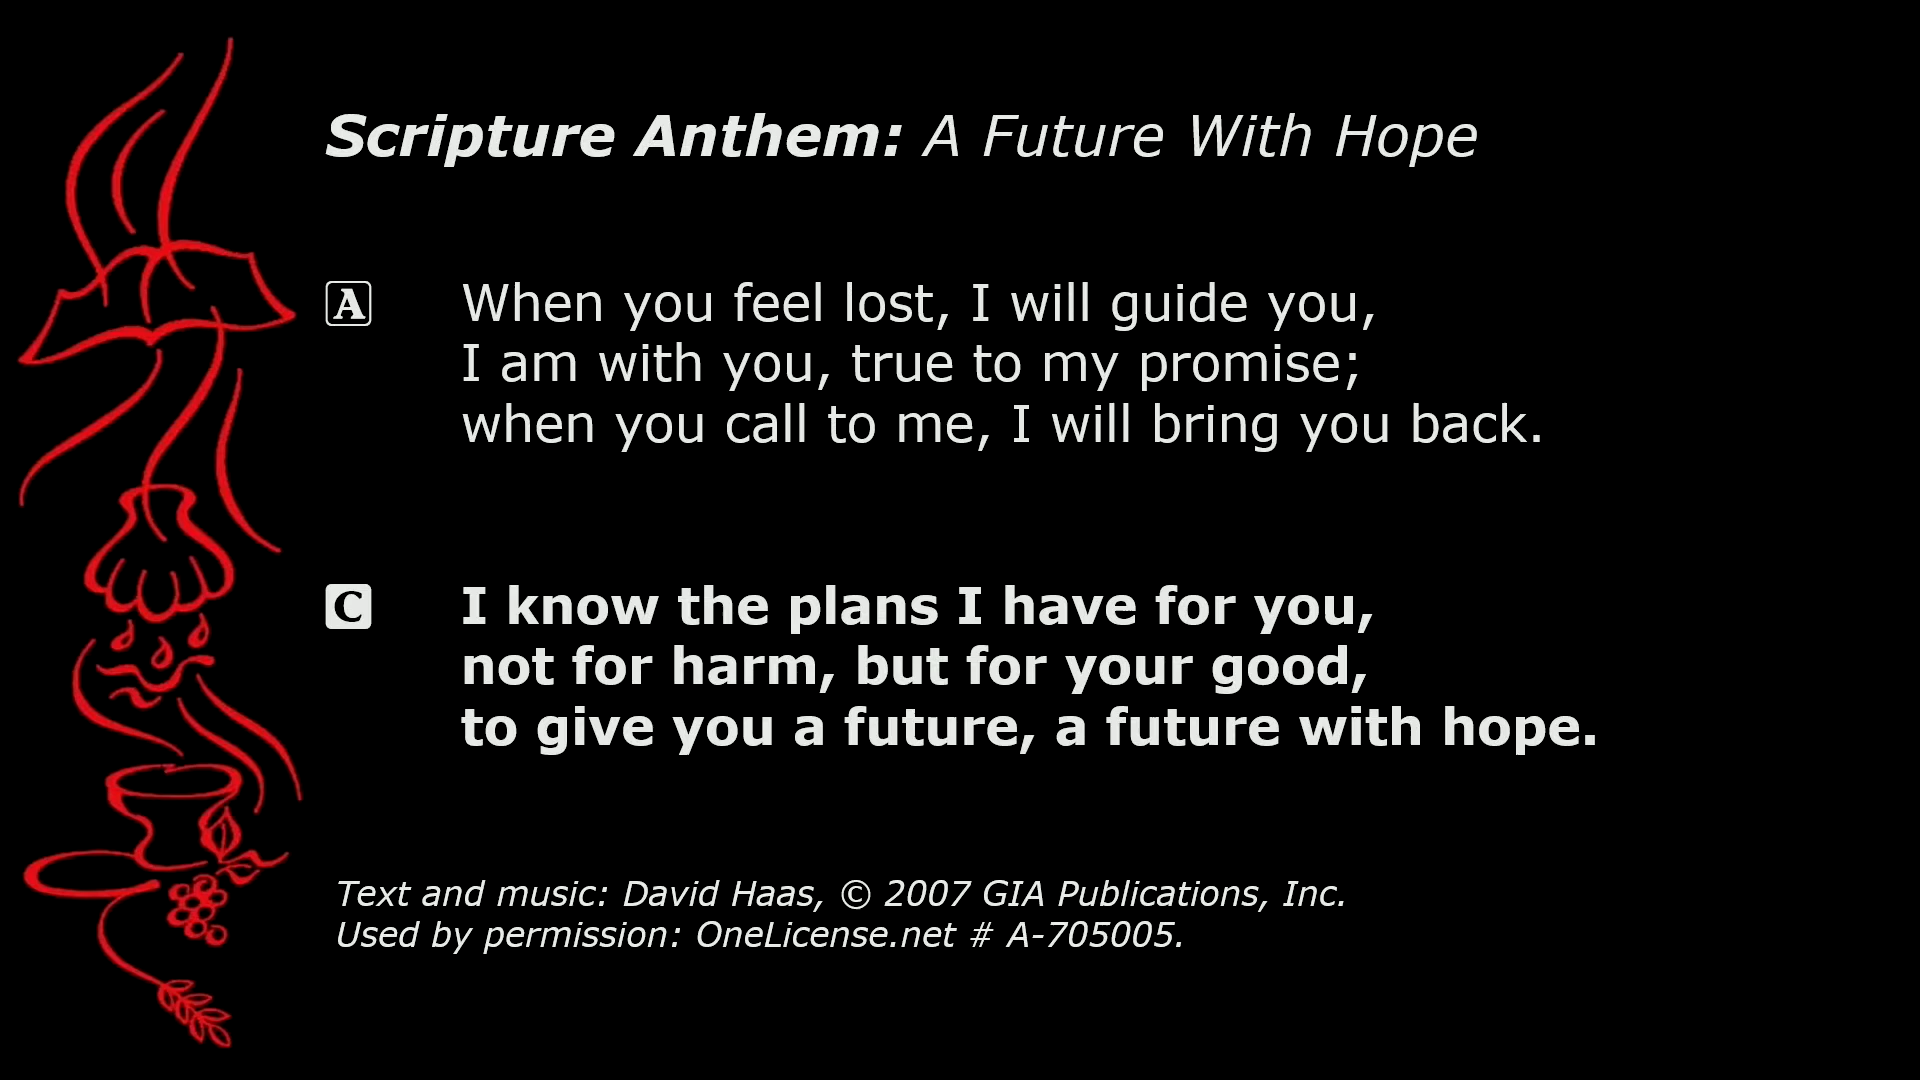 Scripture Anthem: A Future With Hope
A When you feel lost, I will guide you,
I am with you, true to my promise;
when you call to me, I will bring you back.
C I know the plans I have for you,
not for harm, but for your good,
to give you a future, a future with hope.
Text and music: David Haas, © 2007 GIA Publications, Inc.
Used by permission: OneLicense.net # A-705005.